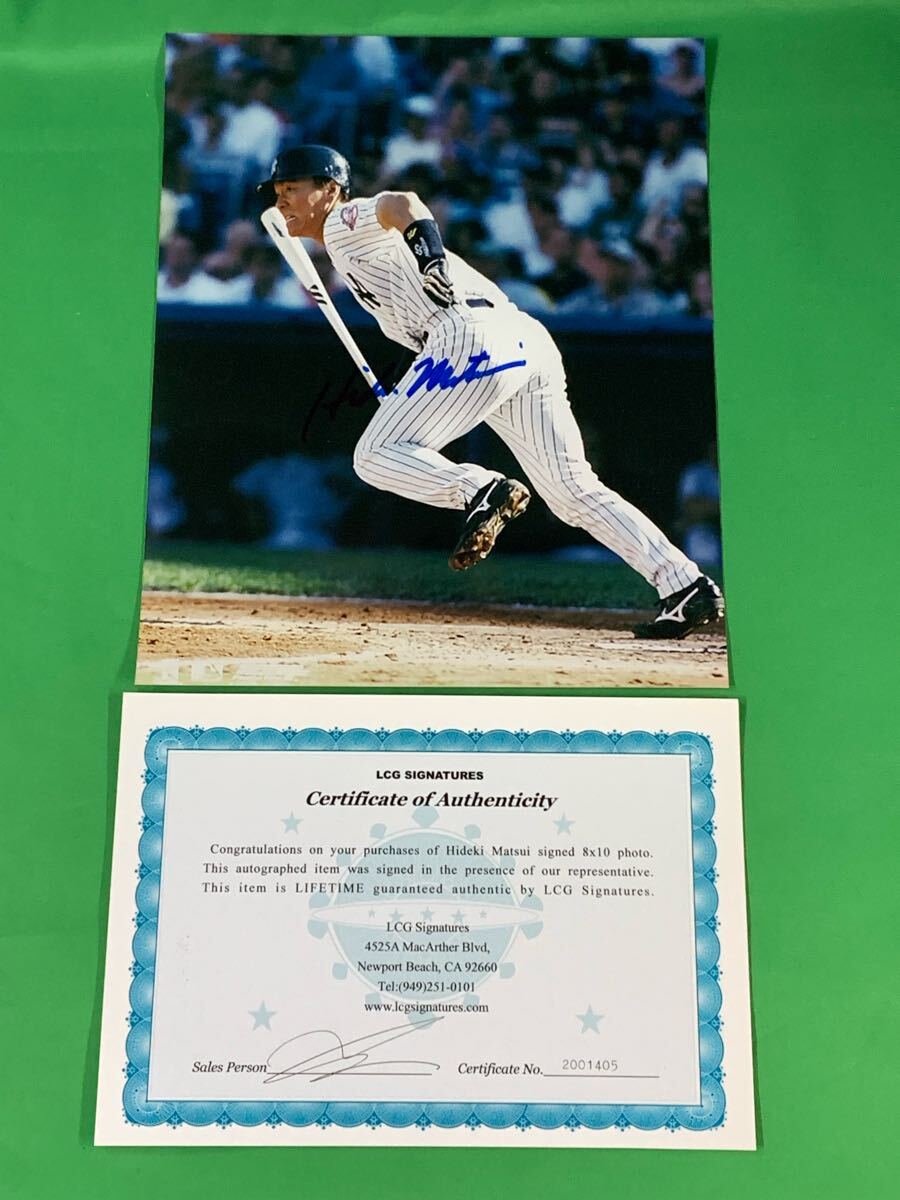 Hideki Matsui
LCG SIGNATURES
Certificate of Authenticity
Congratulations on your purchases of Hideki Matsui signed 8x10 photo.
This autographed item was signed in the presence of our representative.
This item is LIFETIME guaranteed authentic by LCG Signatures.
LCG Signatures
4525A MacArther Blvd,
Newport Beach, CA 92660
Tel:(949)251-0101
www.lcgsignatures.com
Sales Person
Certificate No. 2001405